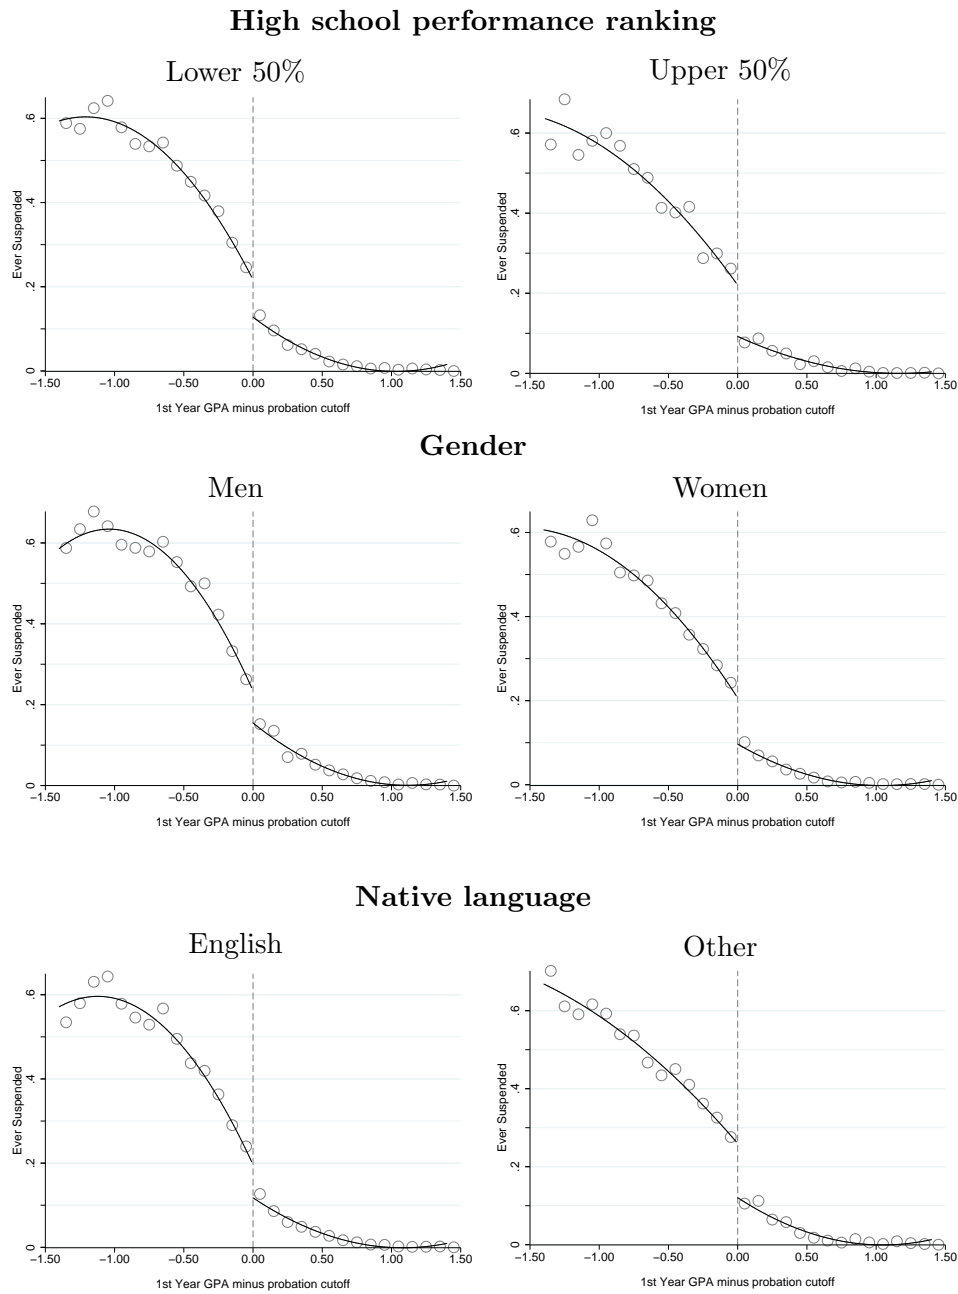 High school performance ranking
Lower 50%
Upper 50%
Ever Suspended
.6
.4
.2
0
−1.50 −1.00 −0.50 0.00 0.50 1.00 1.50
1st Year GPA minus probation cutoff
Ever Suspended
.6
.4
.2
0
−1.50 −1.00 −0.50 0.00 0.50 1.00 1.50
1st Year GPA minus probation cutoff
Gender
Men
Women
Ever Suspended
.6
.4
.2
0
−1.50 −1.00 −0.50 0.00 0.50 1.00 1.50
1st Year GPA minus probation cutoff
Ever Suspended
.6
.4
.2
0
−1.50 −1.00 −0.50 0.00 0.50 1.00 1.50
1st Year GPA minus probation cutoff
Native language
English
Other
Ever Suspended
.6
.4
.2
0
−1.50 −1.00 −0.50 0.00 0.50 1.00 1.50
1st Year GPA minus probation cutoff
Ever Suspended
.6
.4
.2
0
−1.50 −1.00 −0.50 0.00 0.50 1.00 1.50
1st Year GPA minus probation cutoff